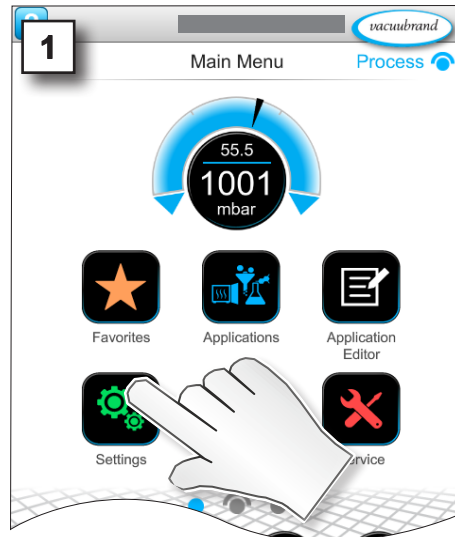 1
vacuubrand
Main Menu
Process
55.5
1001
mbar
Favorites
Applications
Application
Editor
Settings